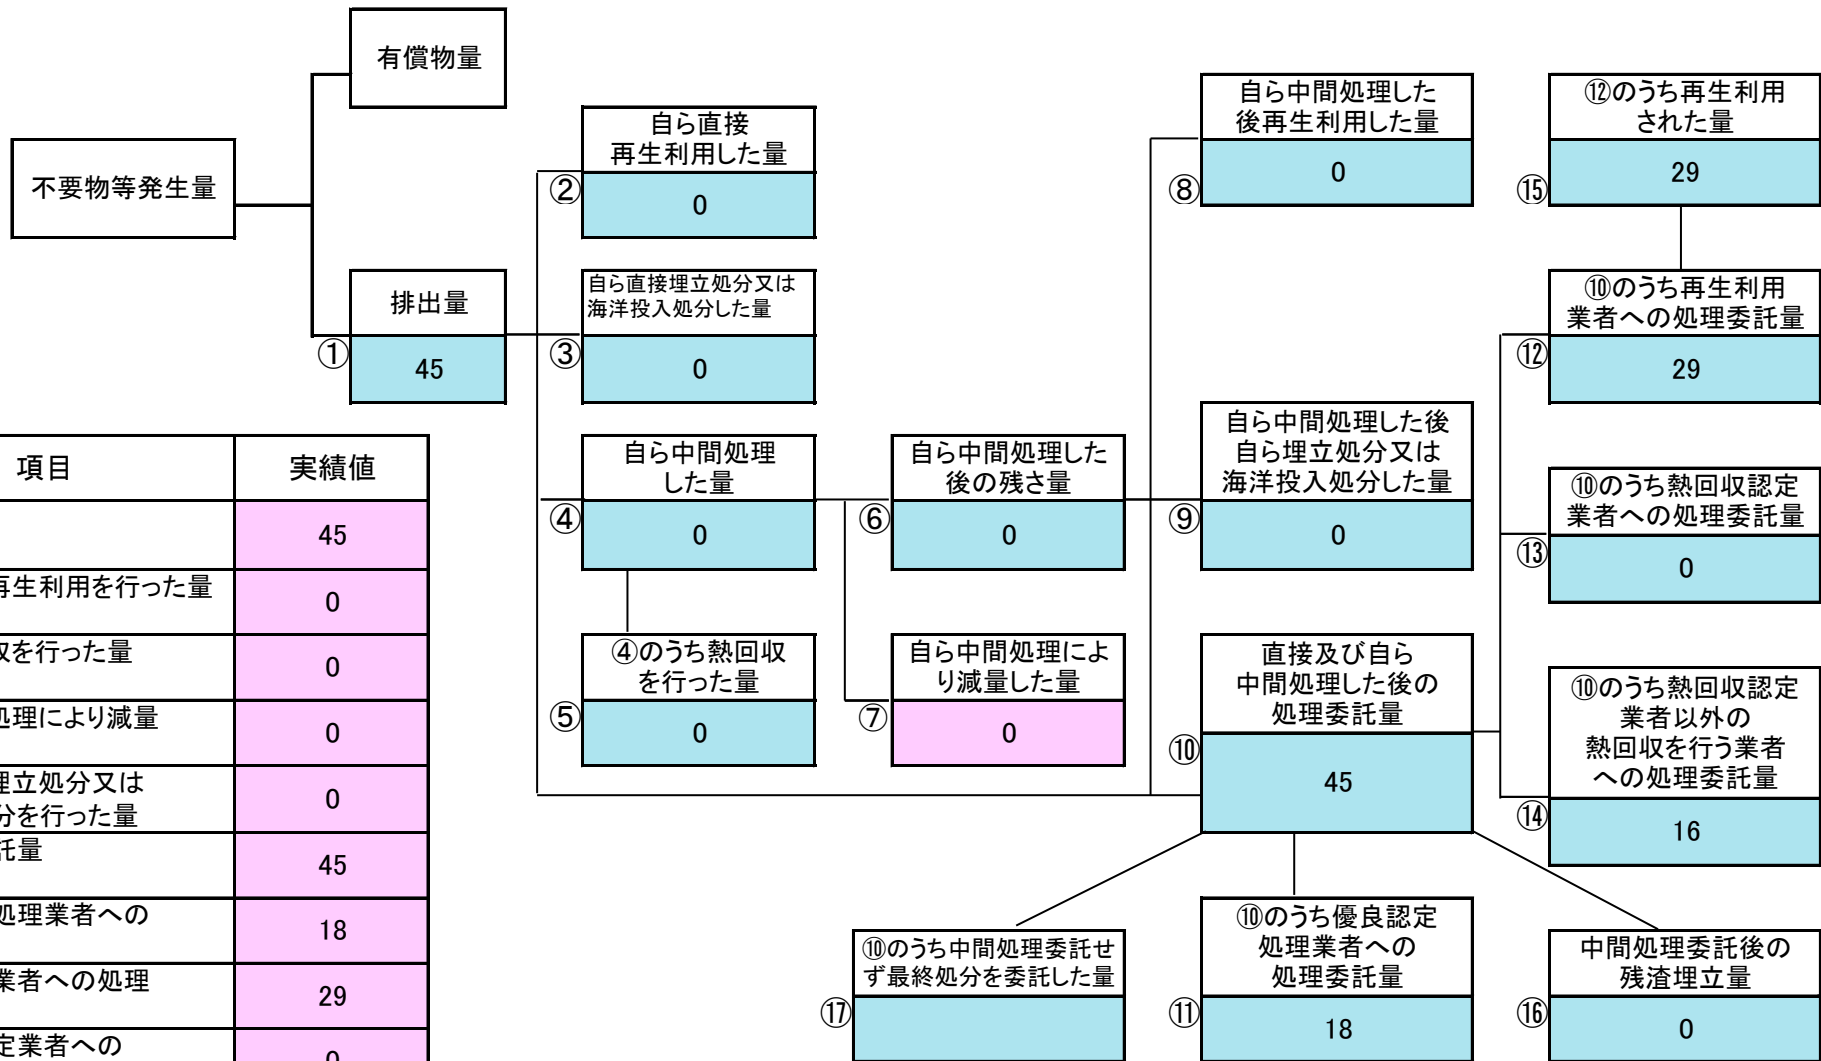 有償物量
不要物等発生量
排出量
①
45
自ら直接
再生利用した量
②
0
自ら直接埋立処分又は
海洋投入処分した量
③
0
自ら中間処理
した量
④
0
④のうち熱回収
を行った量
⑤
0
自ら中間処理した
後の残さ量
⑥
0
自ら中間処理によ
り減量した量
⑦
0
自ら中間処理した
後再生利用した量
⑧
0
自ら中間処理した後
自ら埋立処分又は
海洋投入処分した量
⑨
0
直接及び自ら
中間処理した後の
処理委託量
⑩
45
⑫のうち再生利用
された量
⑮
29
⑩のうち再生利用
業者への処理委託量
⑫
29
⑩のうち熱回収認定
業者への処理委託量
⑬
0
⑩のうち熱回収認定
業者以外の
熱回収を行う業者
への処理委託量
⑭
16
⑩のうち中間処理委託せ
ず最終処分を委託した量
⑰
⑩のうち優良認定
処理業者への
処理委託量
⑪
18
中間処理委託後の
残渣埋立量
⑯
0
項目
実績値
45
再生利用を行った量
0
を行った量
0
処理により減量
0
埋立処分又は
分を行った量
0
託量
45
処理業者への
18
業者への処理
29
定業者への
0